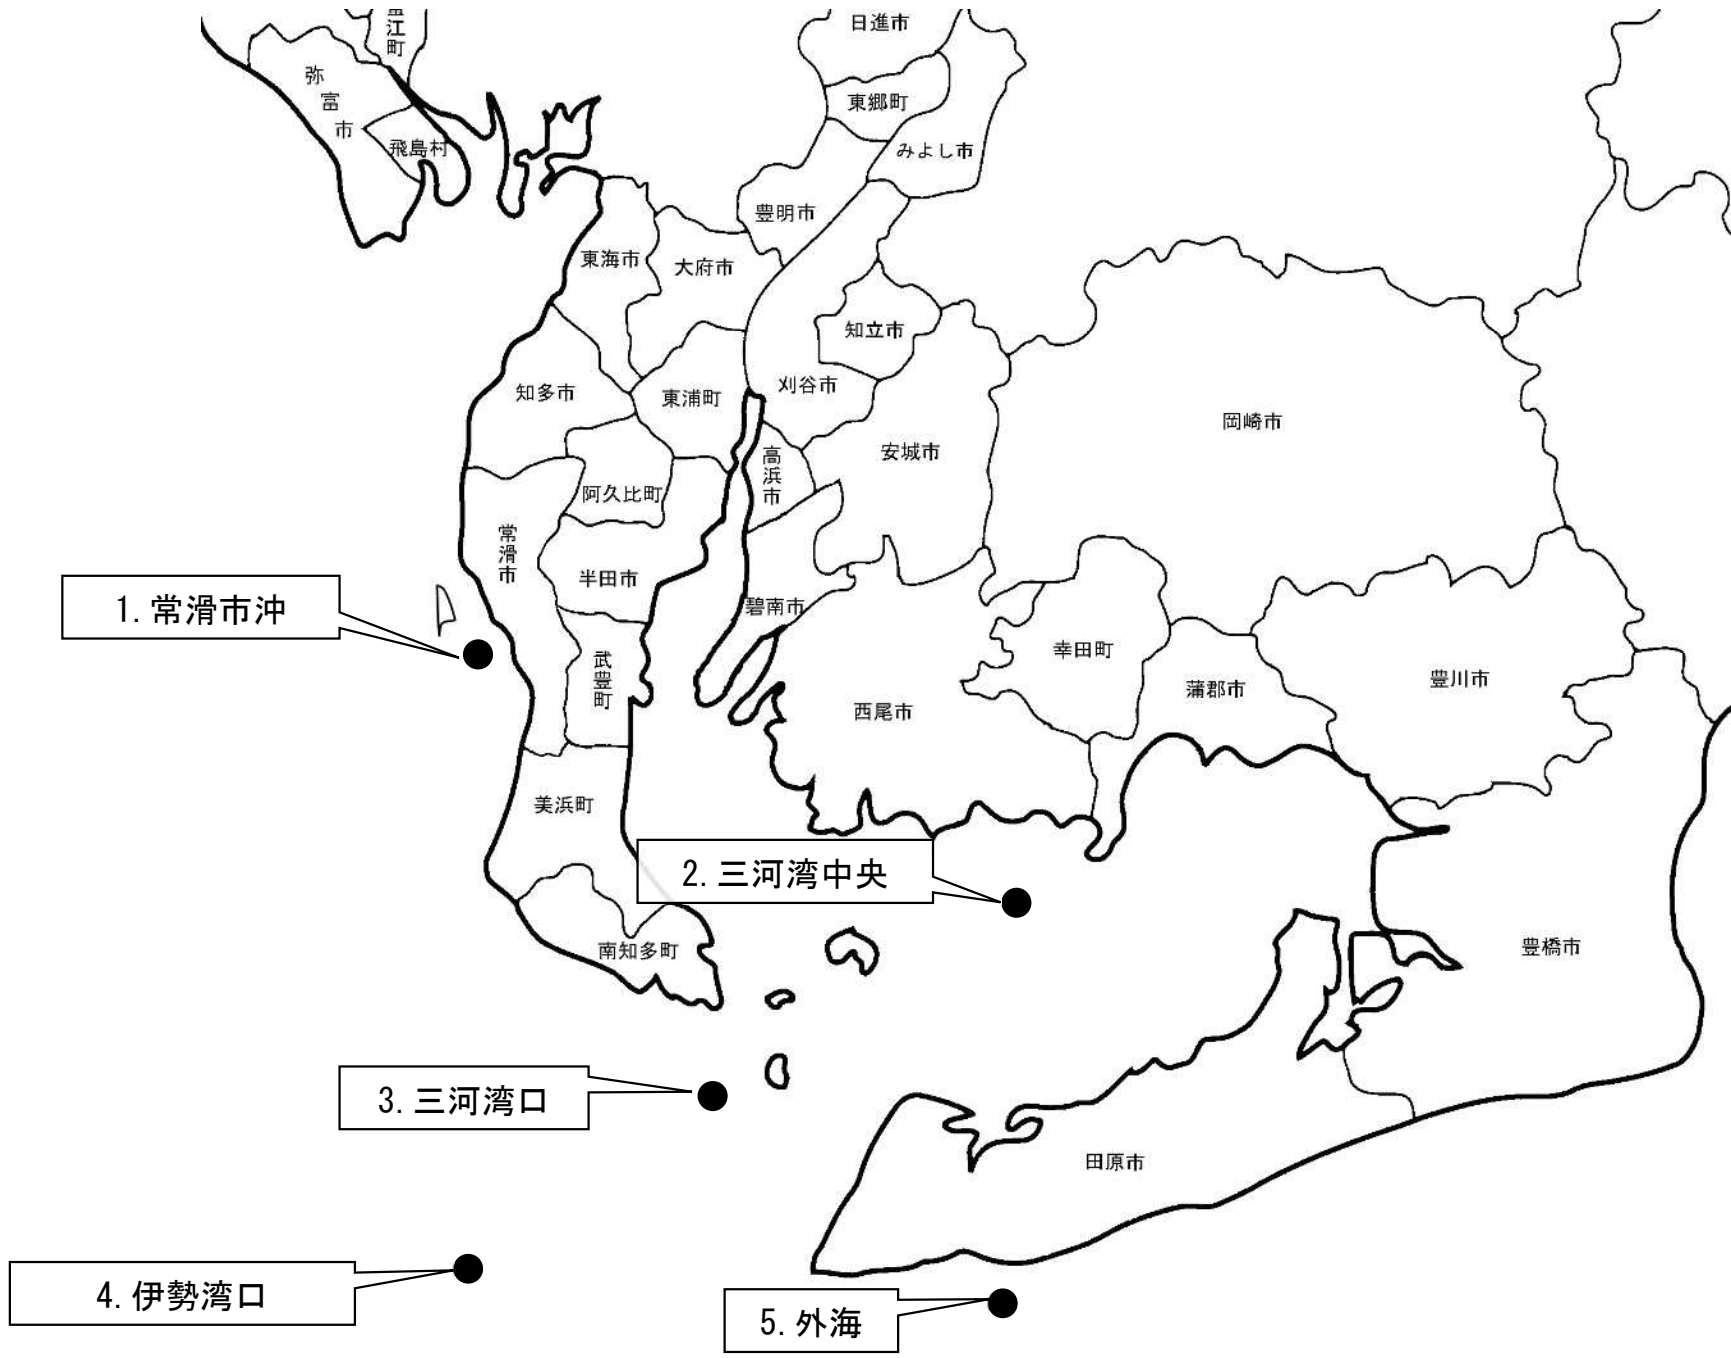 江町
日進市
弥富市
東郷町
飛島村
みよし市
豊明市
東海市
大府市
知立市
知多市
東浦町
刈谷市
岡崎市
高浜市
安城市
阿久比町
常滑市
半田市
1. 常滑市沖
碧南市
武豊町
幸田町
蒲郡市
豊川市
西尾市
美浜町
2. 三河湾中央
南知多町
豊橋市
3. 三河湾口
田原市
4. 伊勢湾口
5. 外海